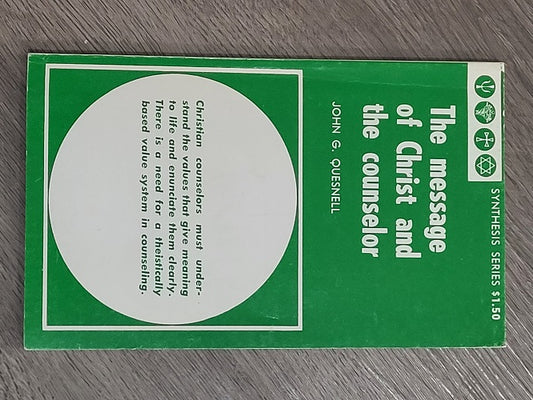 SYNTHESIS SERIES $1.50
The message
of Christ and
the counselor
JOHN G. QUESNELL
Christian counselors must under-
stand the values that give meaning
to life and enunciate them clearly.
There is a need for a theistically
based value system in counseling.